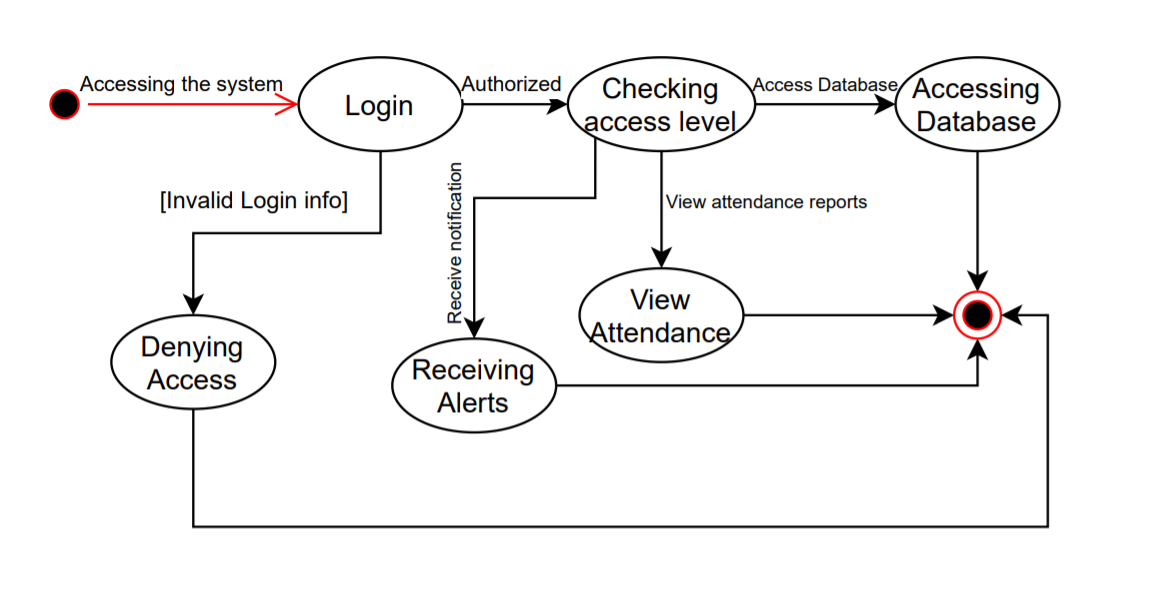 Accessing the system
Login
Authorized
Checking
access level
Access Database
Accessing
Database
[Invalid Login info]
Receive notification
View attendance reports
View
Attendance
Denying
Access
Receiving
Alerts